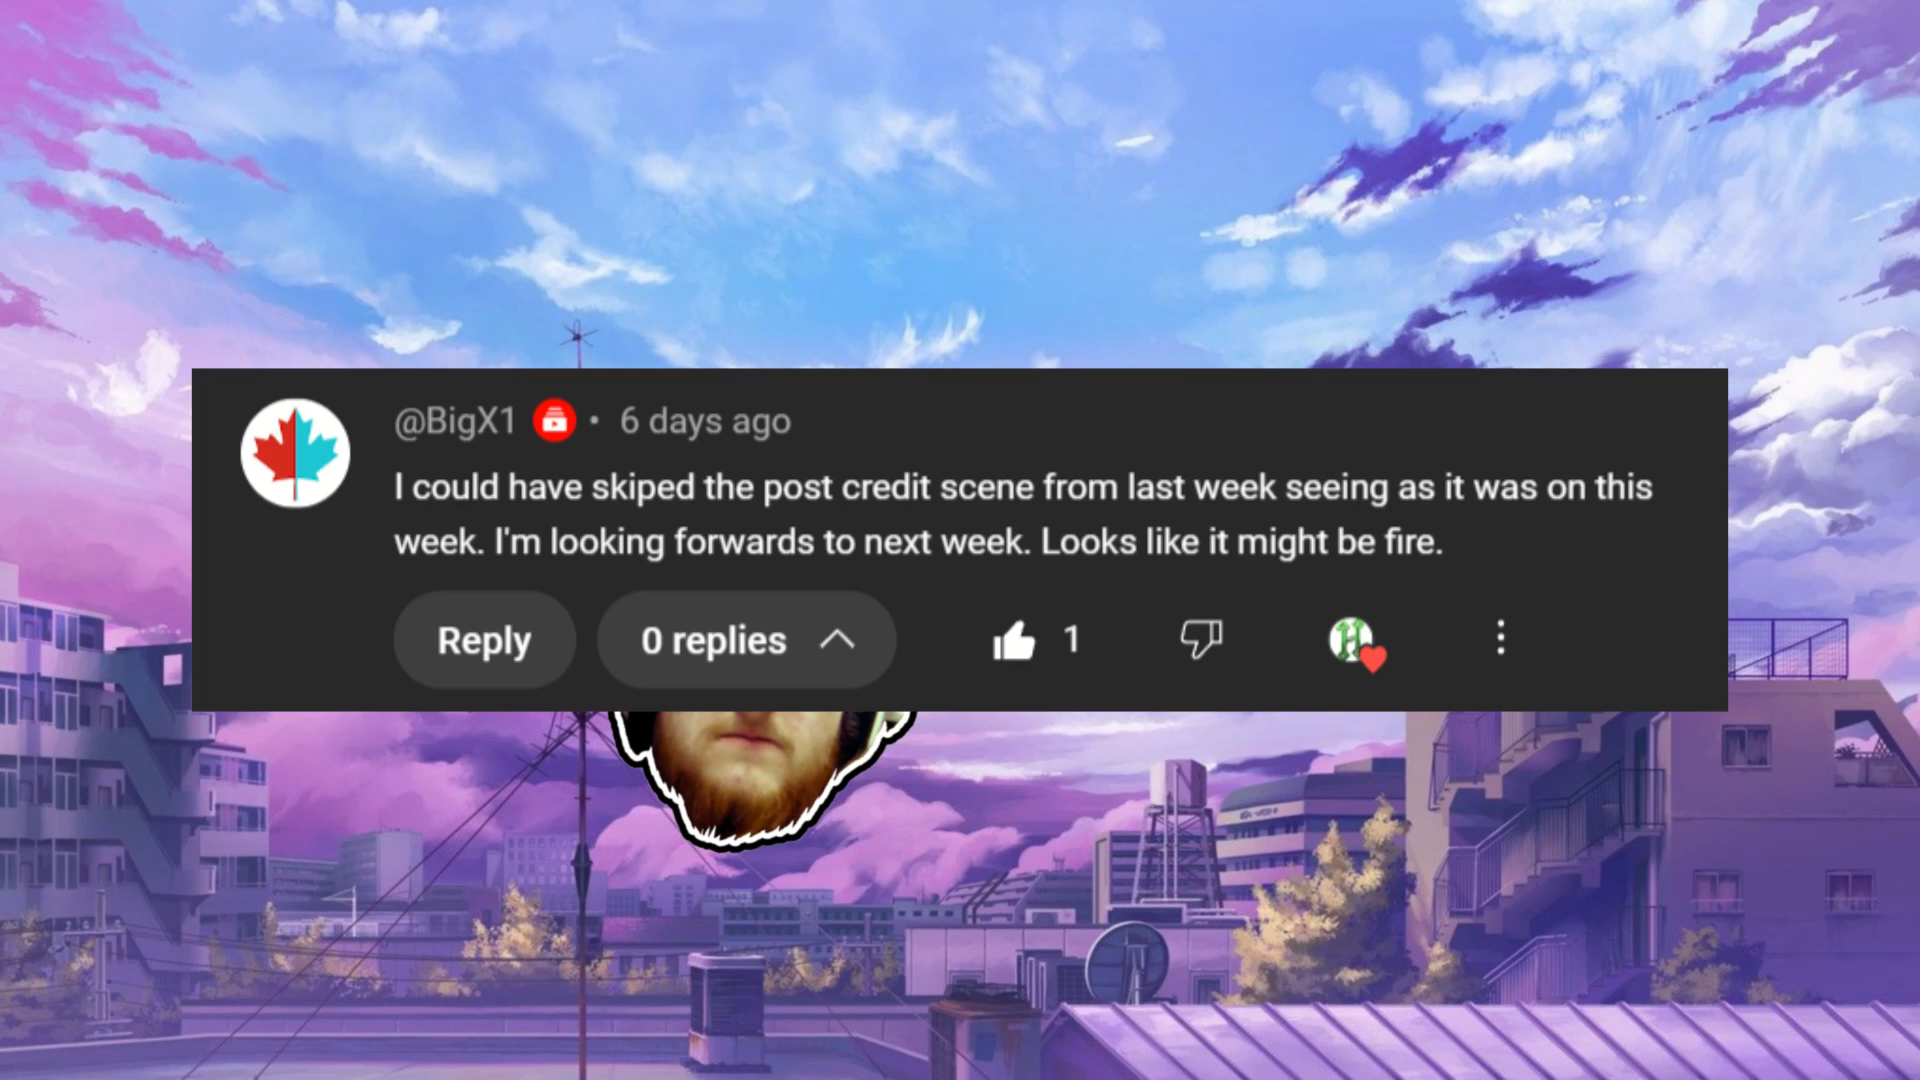 @BigX1 • 6 days ago
I could have skiped the post credit scene from last week seeing as it was on this
week. I'm looking forwards to next week. Looks like it might be fire.
Reply 0 replies 1 H